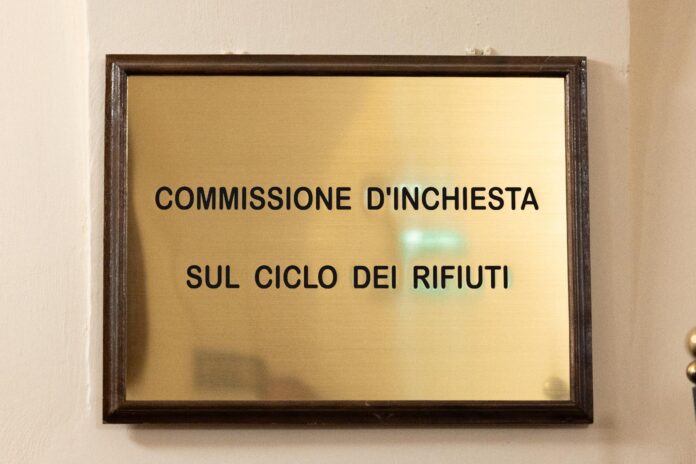 COMMISSIONE D'INCHIESTA
SUL CICLO DEI RIFIUTI